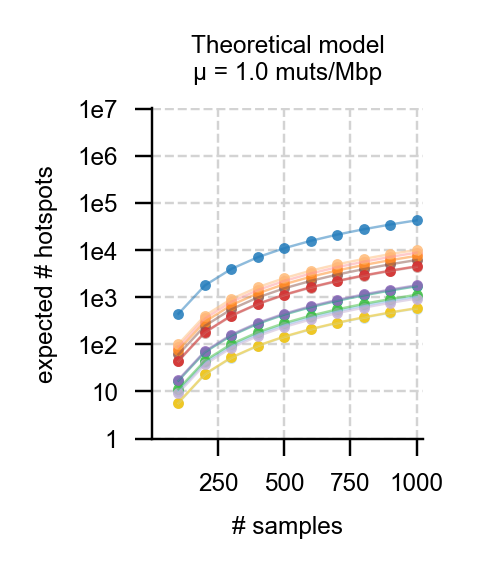 Theoretical model
μ = 1.0 muts/Mbp
expected # hotspots
1e7
1e6
1e5
1e4
1e3
1e2
10
1
250 500 750 1000
# samples